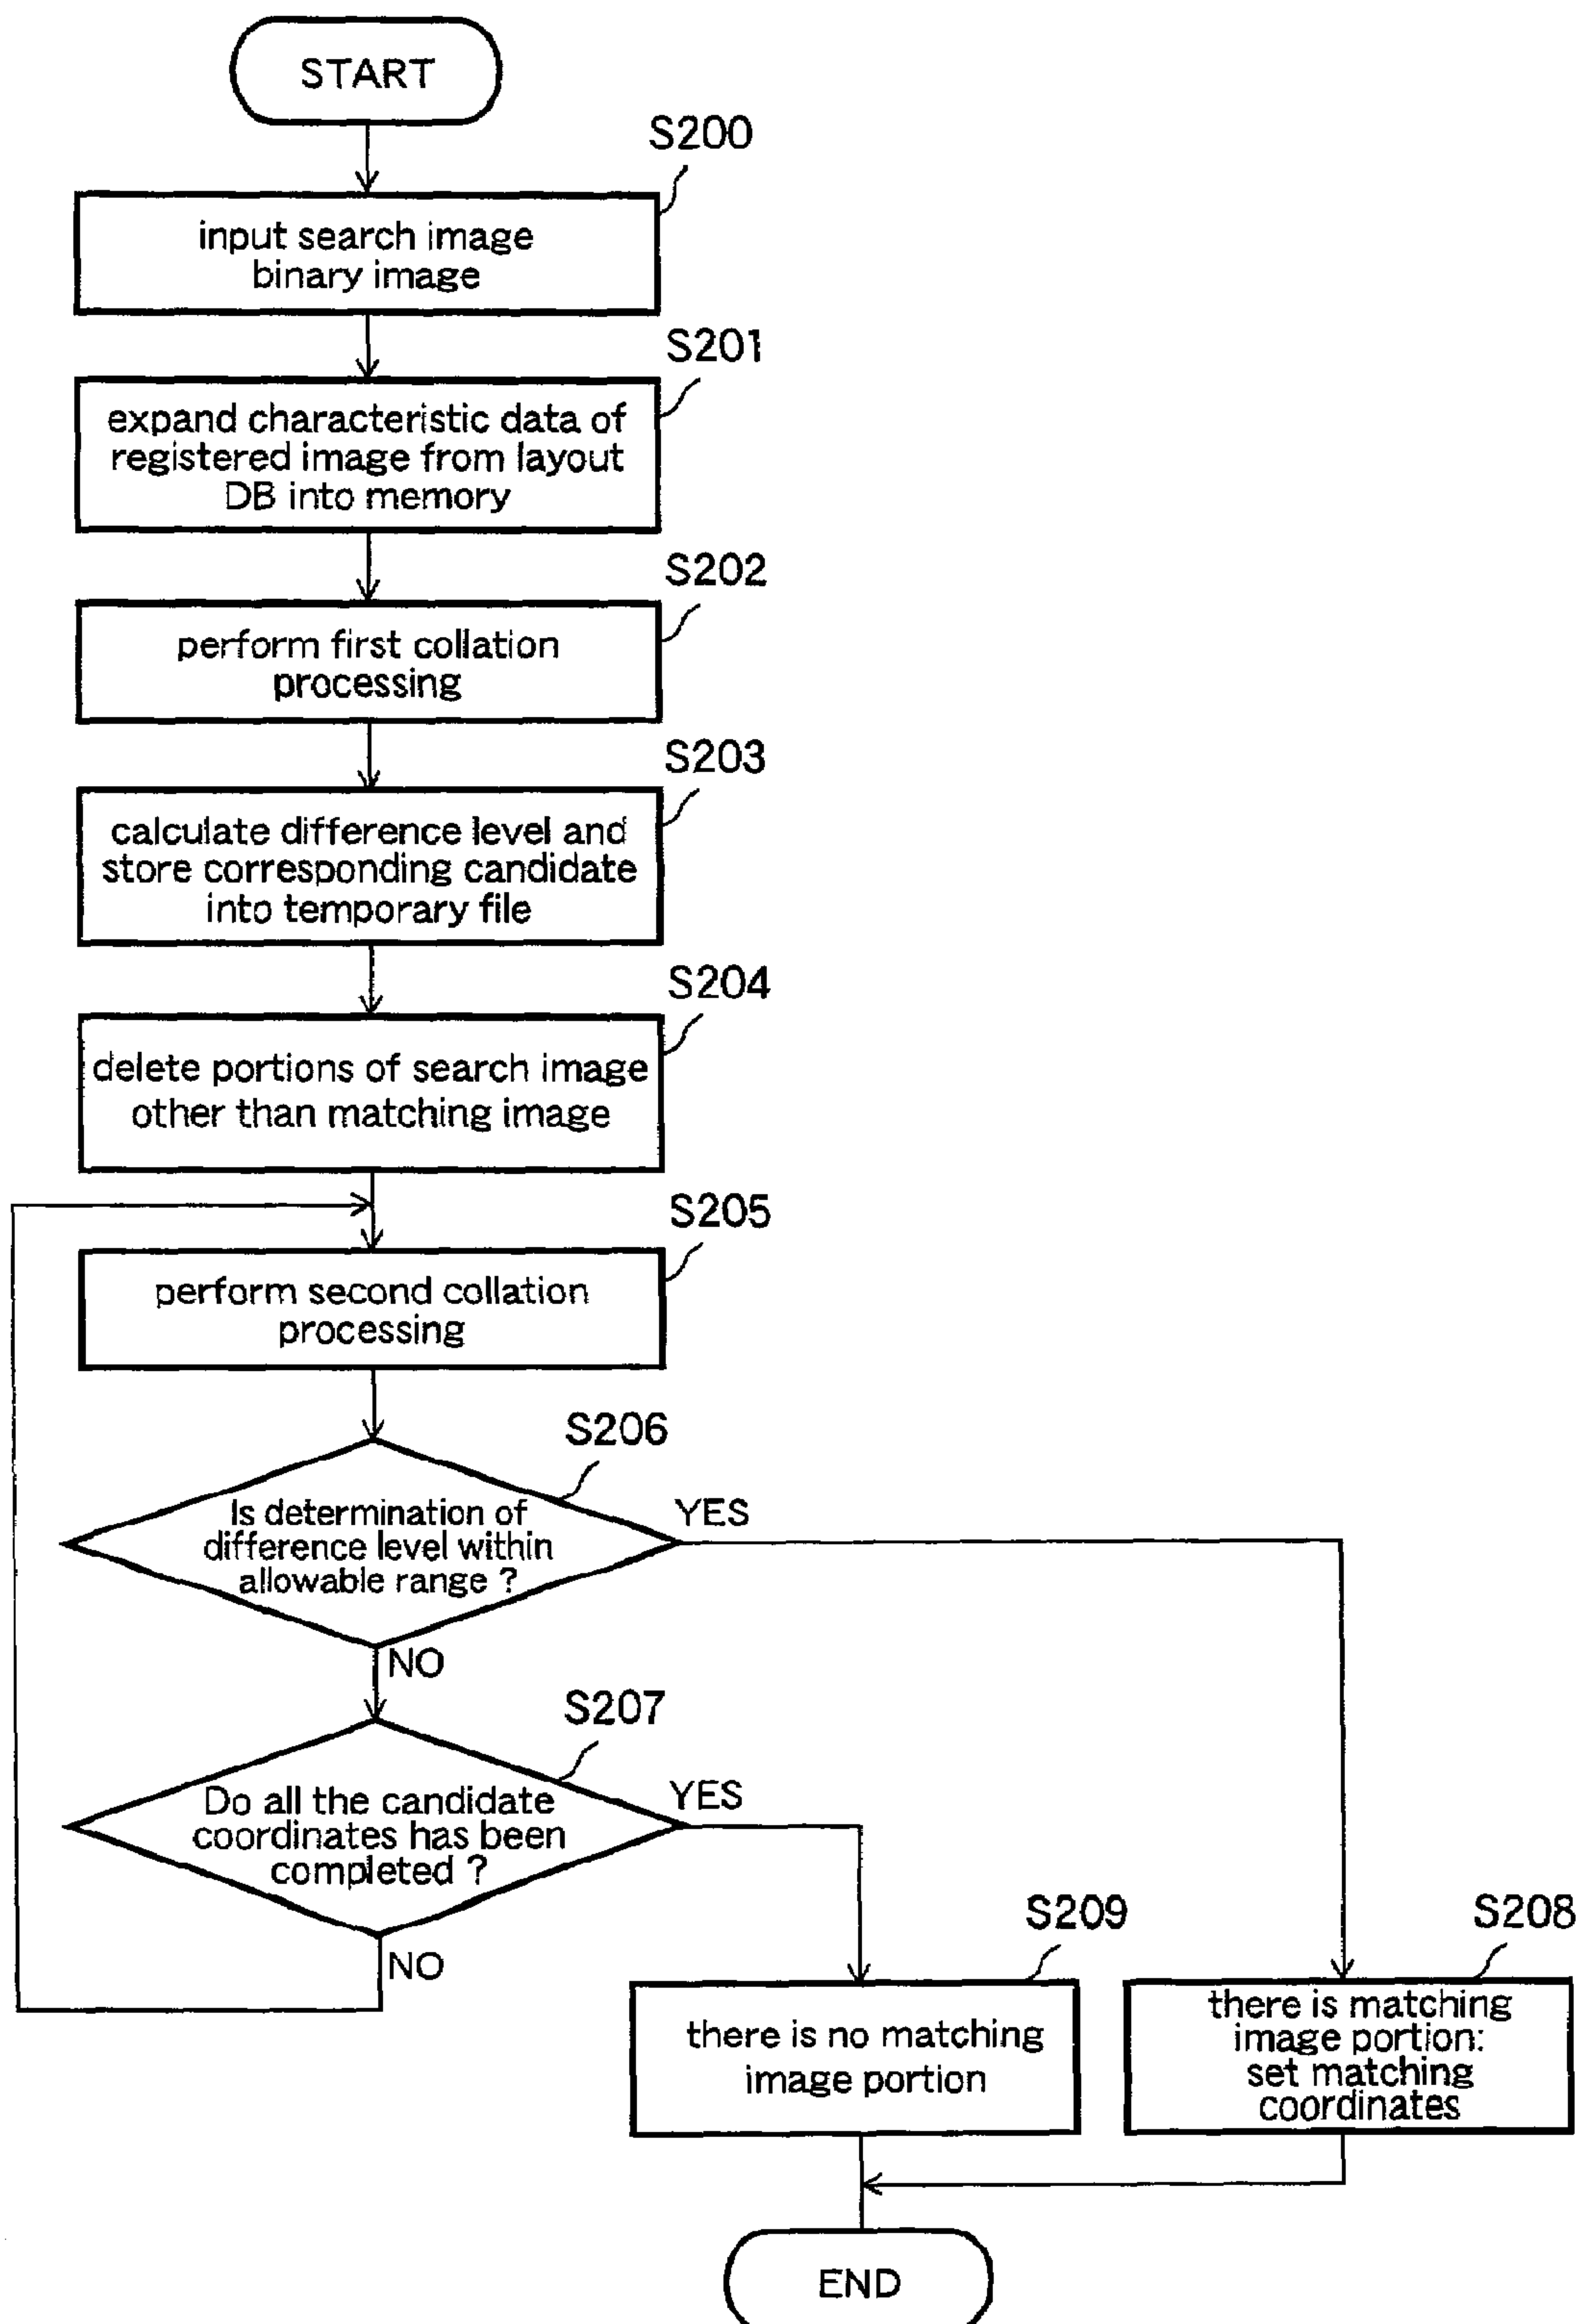 START
S200
input search image
binary image
S201
expand characteristic data of
registered image from layout
DB into memory
S202
perform first collation
processing
S203
calculate difference level and
store corresponding candidate
into temporary file
S204
delete portions of search image
other than matching image
S205
perform second collation
processing
S206
Is determination of
difference level within
allowable range ?
YES
NO
S207
Do all the candidate
coordinates has been
completed ?
YES
NO
S209
there is no matching
image portion
S208
there is matching
image portion:
set matching
coordinates
END